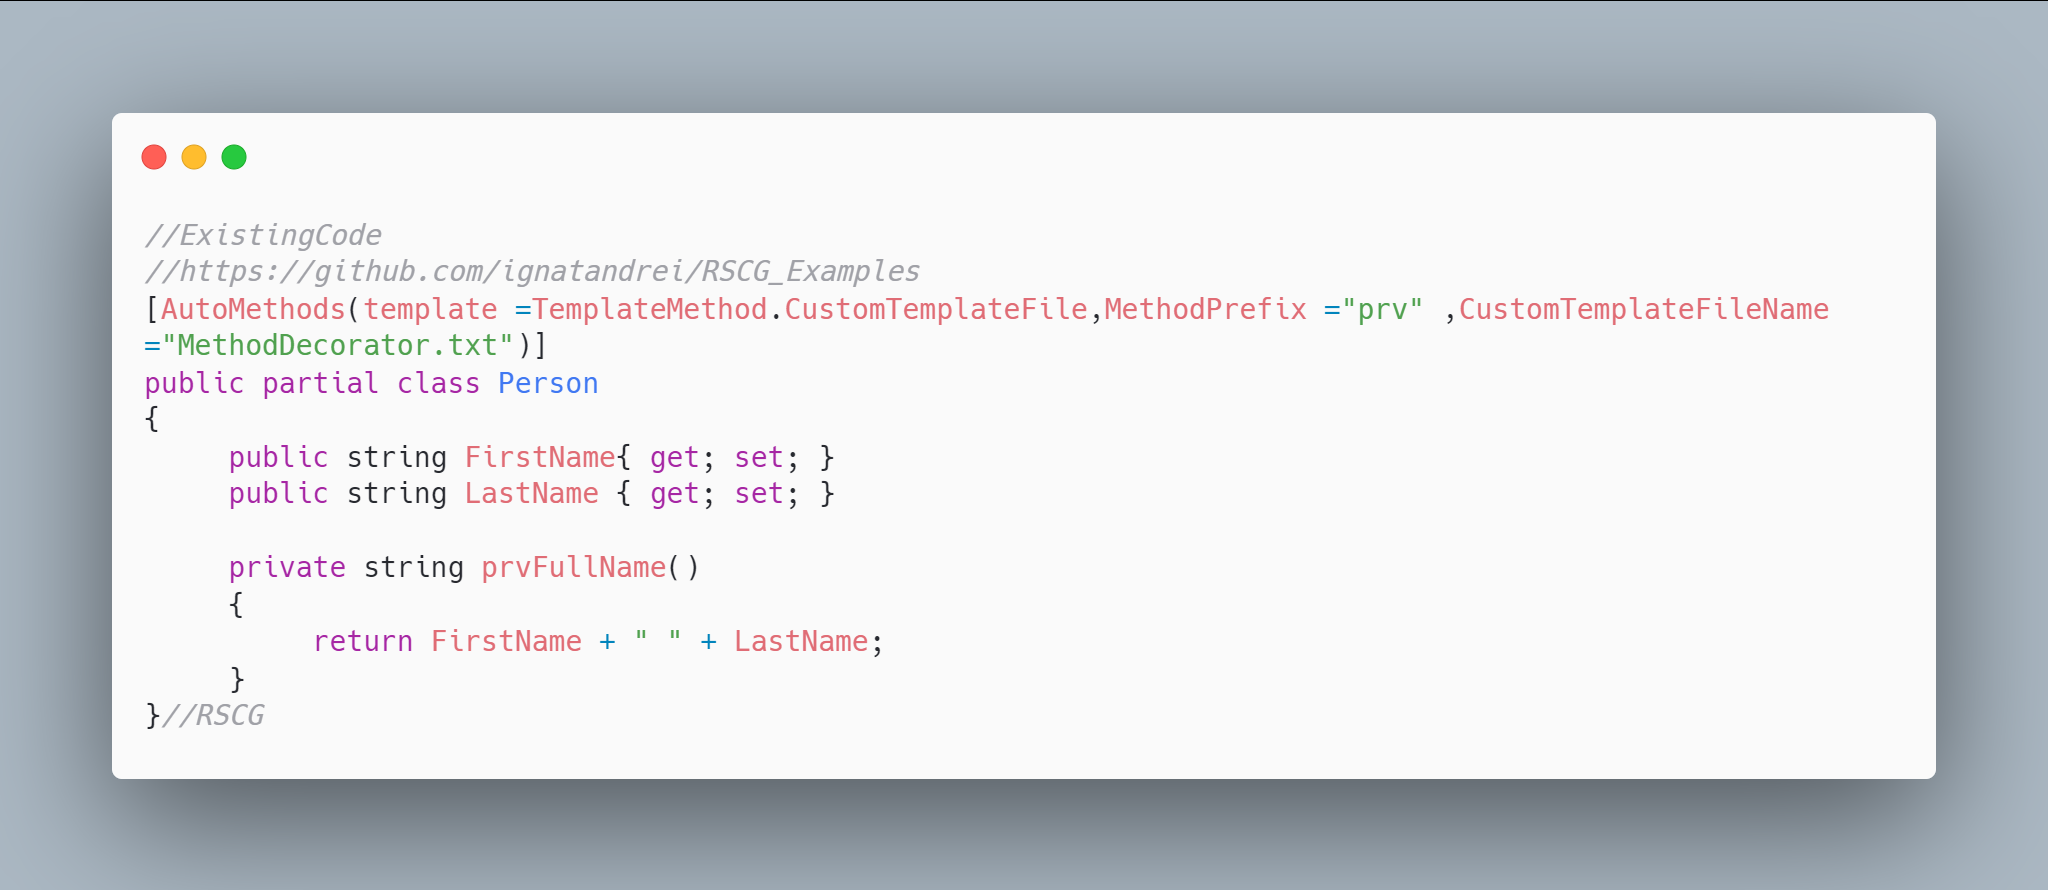 //ExistingCode
//https://github.com/ignatandrei/RSCG_Examples
[AutoMethods(template =TemplateMethod.CustomTemplateFile,MethodPrefix ="prv" ,CustomTemplateFileName
="MethodDecorator.txt")]
public partial class Person
{
     public string FirstName{ get; set; }
     public string LastName { get; set; }

     private string prvFullName()
     {
          return FirstName + " " + LastName;
     }
}//RSCG